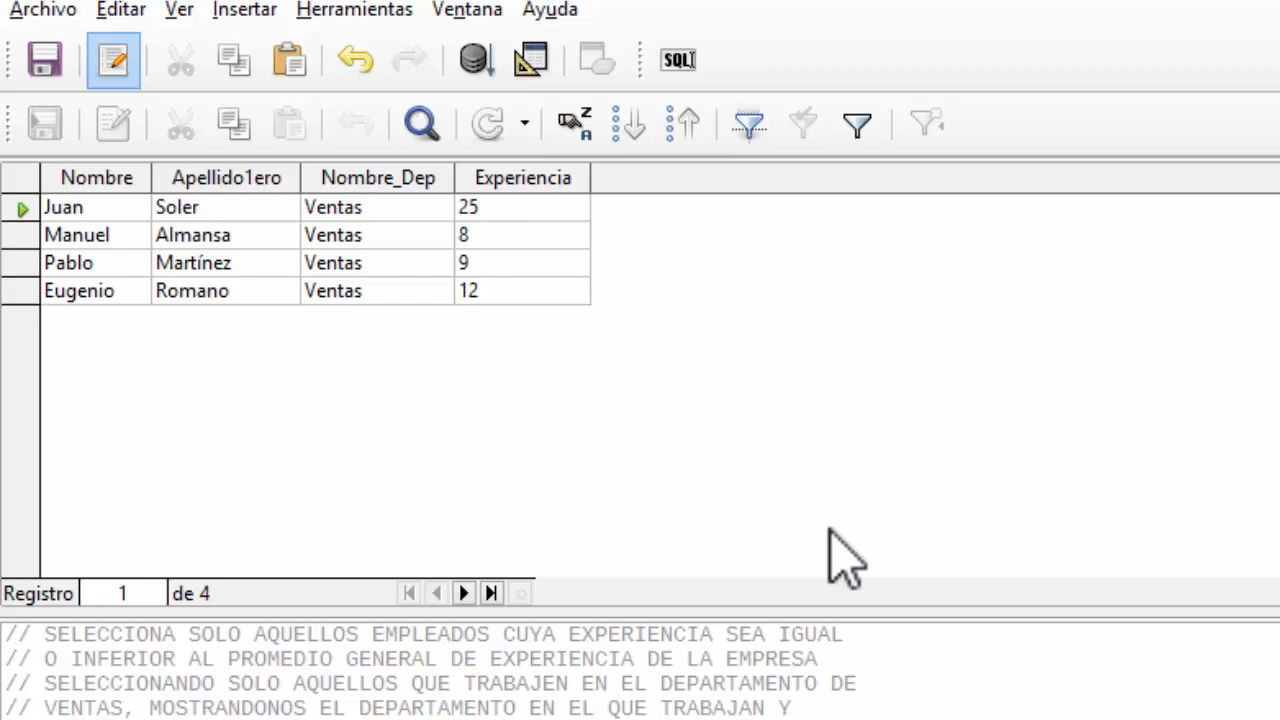 Archivo Editar Ver Insertar Herramientas Ventana Ayuda
SQL
Z
A
Nombre Apellido1ero Nombre_Dep Experiencia
Juan Soler Ventas 25
Manuel Almansa Ventas 8
Pablo Martínez Ventas 9
Eugenio Romano Ventas 12
Registro 1 de 4
// SELECCIONA SOLO AQUELLOS EMPLEADOS CUYA EXPERIENCIA SEA IGUAL
// O INFERIOR AL PROMEDIO GENERAL DE EXPERIENCIA DE LA EMPRESA
// SELECCIONANDO SOLO AQUELLOS QUE TRABAJEN EN EL DEPARTAMENTO DE
// VENTAS, MOSTRANDONOS EL DEPARTAMENTO EN EL QUE TRABAJAN Y